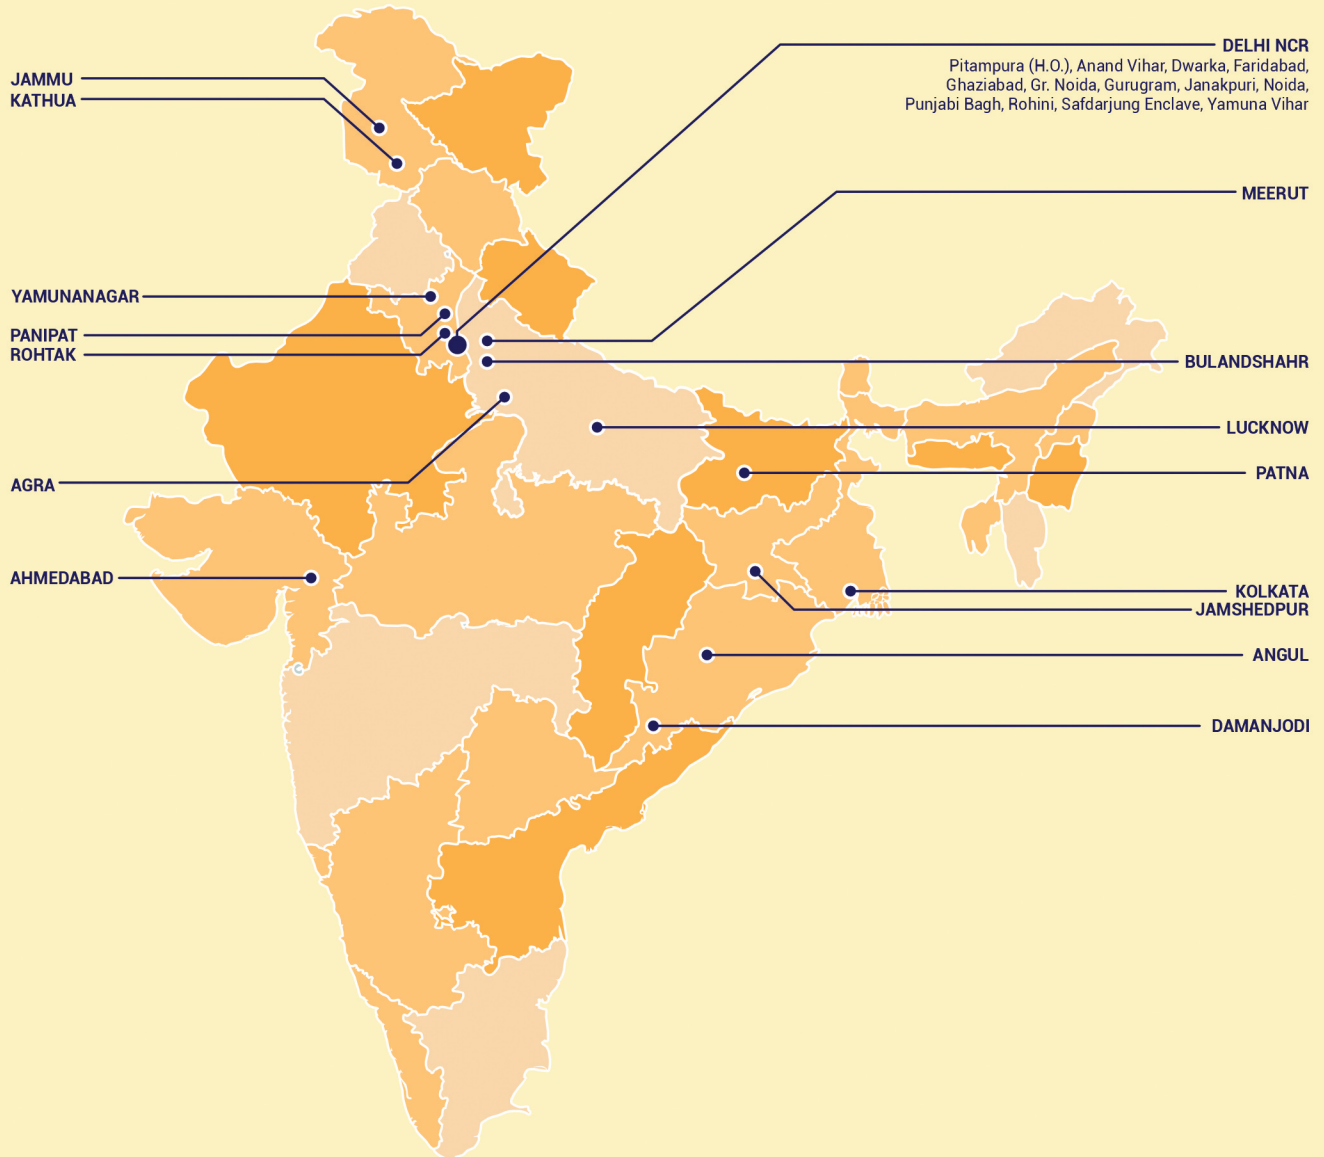 JAMMU
KATHUA
YAMUNANAGAR
PANIPAT
ROHTAK
AGRA
AHMEDABAD
DELHI NCR
Pitampura (H.O.), Anand Vihar, Dwarka, Faridabad,
Ghaziabad, Gr. Noida, Gurugram, Janakpuri, Noida,
Punjabi Bagh, Rohini, Safdarjung Enclave, Yamuna Vihar
MEERUT
BULANDSHAHR
LUCKNOW
PATNA
KOLKATA
JAMSHEDPUR
ANGUL
DAMANJODI